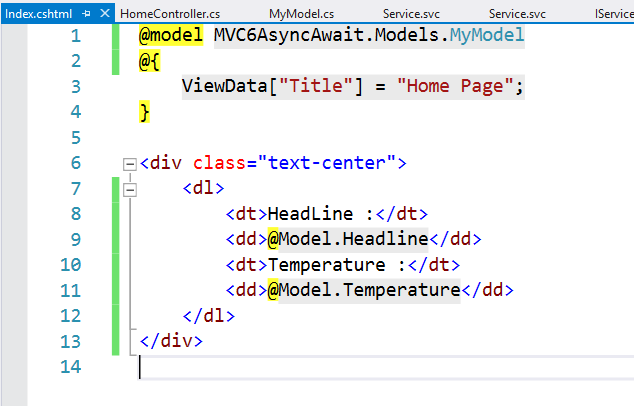 Index.cshtml HomeController.cs MyModel.cs Service.svc Service.svc IService
1 @model MVC6AsyncAwait.Models.MyModel
2 @{
3 ViewData["Title"] = "Home Page";
4 }
5
6 <div class="text-center">
7 <dl>
8 <dt>HeadLine :</dt>
9 <dd>@Model.Headline</dd>
10 <dt>Temperature :</dt>
11 <dd>@Model.Temperature</dd>
12 </dl>
13 </div>
14